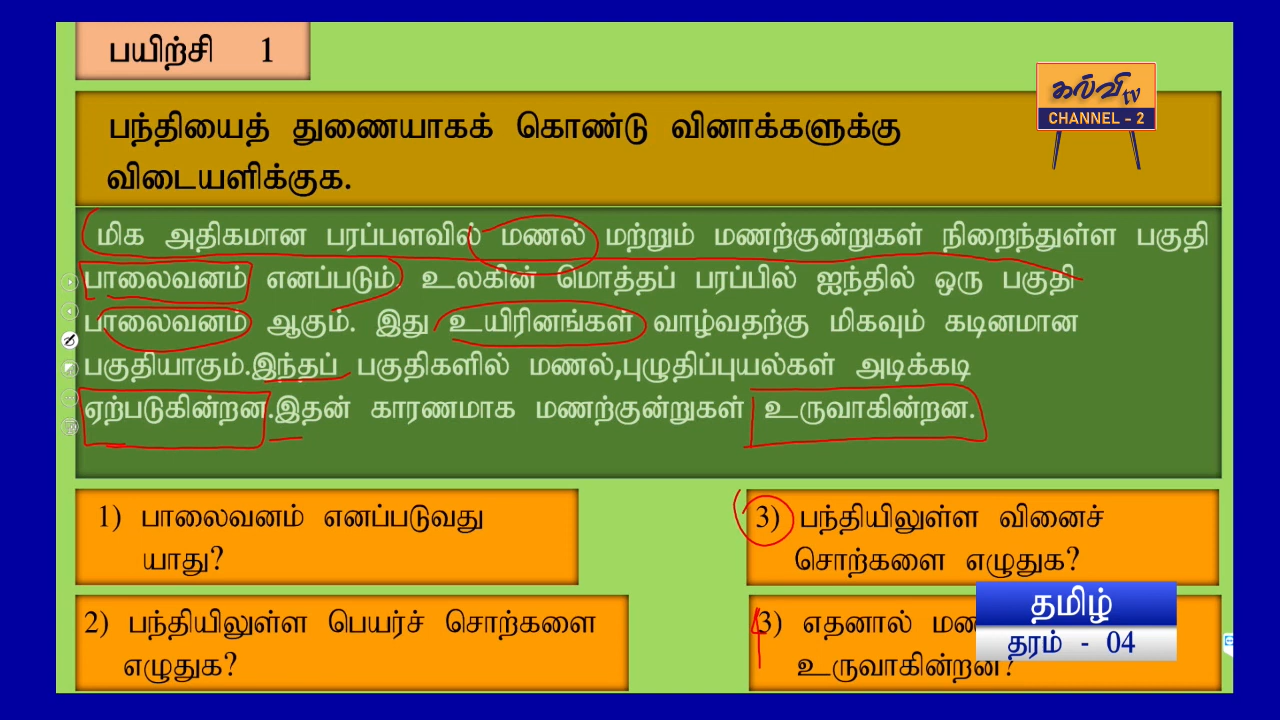 பயிற்சி 1
கல்வி tv
CHANNEL - 2
பந்தியைத் துணையாகக் கொண்டு வினாக்களுக்கு
விடையளிக்குக.
மிக அதிகமான பரப்பளவில் மணல் மற்றும் மணற்குன்றுகள் நிறைந்துள்ள பகுதி
பாலைவனம் எனப்படும். உலகின் மொத்தப் பரப்பில் ஐந்தில் ஒரு பகுதி
பாலைவனம் ஆகும். இது உயிரினங்கள் வாழ்வதற்கு மிகவும் கடினமான
பகுதியாகும்.இந்தப் பகுதிகளில் மணல்,புழுதிப்புயல்கள் அடிக்கடி
ஏற்படுகின்றன.இதன் காரணமாக மணற்குன்றுகள் உருவாகின்றன.
1) பாலைவனம் எனப்படுவது
யாது?
2) பந்தியிலுள்ள பெயர்ச் சொற்களை
எழுதுக?
3) பந்தியிலுள்ள வினைச்
சொற்களை எழுதுக?
3) எதனால்
உருவாகின்றன?
தமிழ்
தரம் - 04